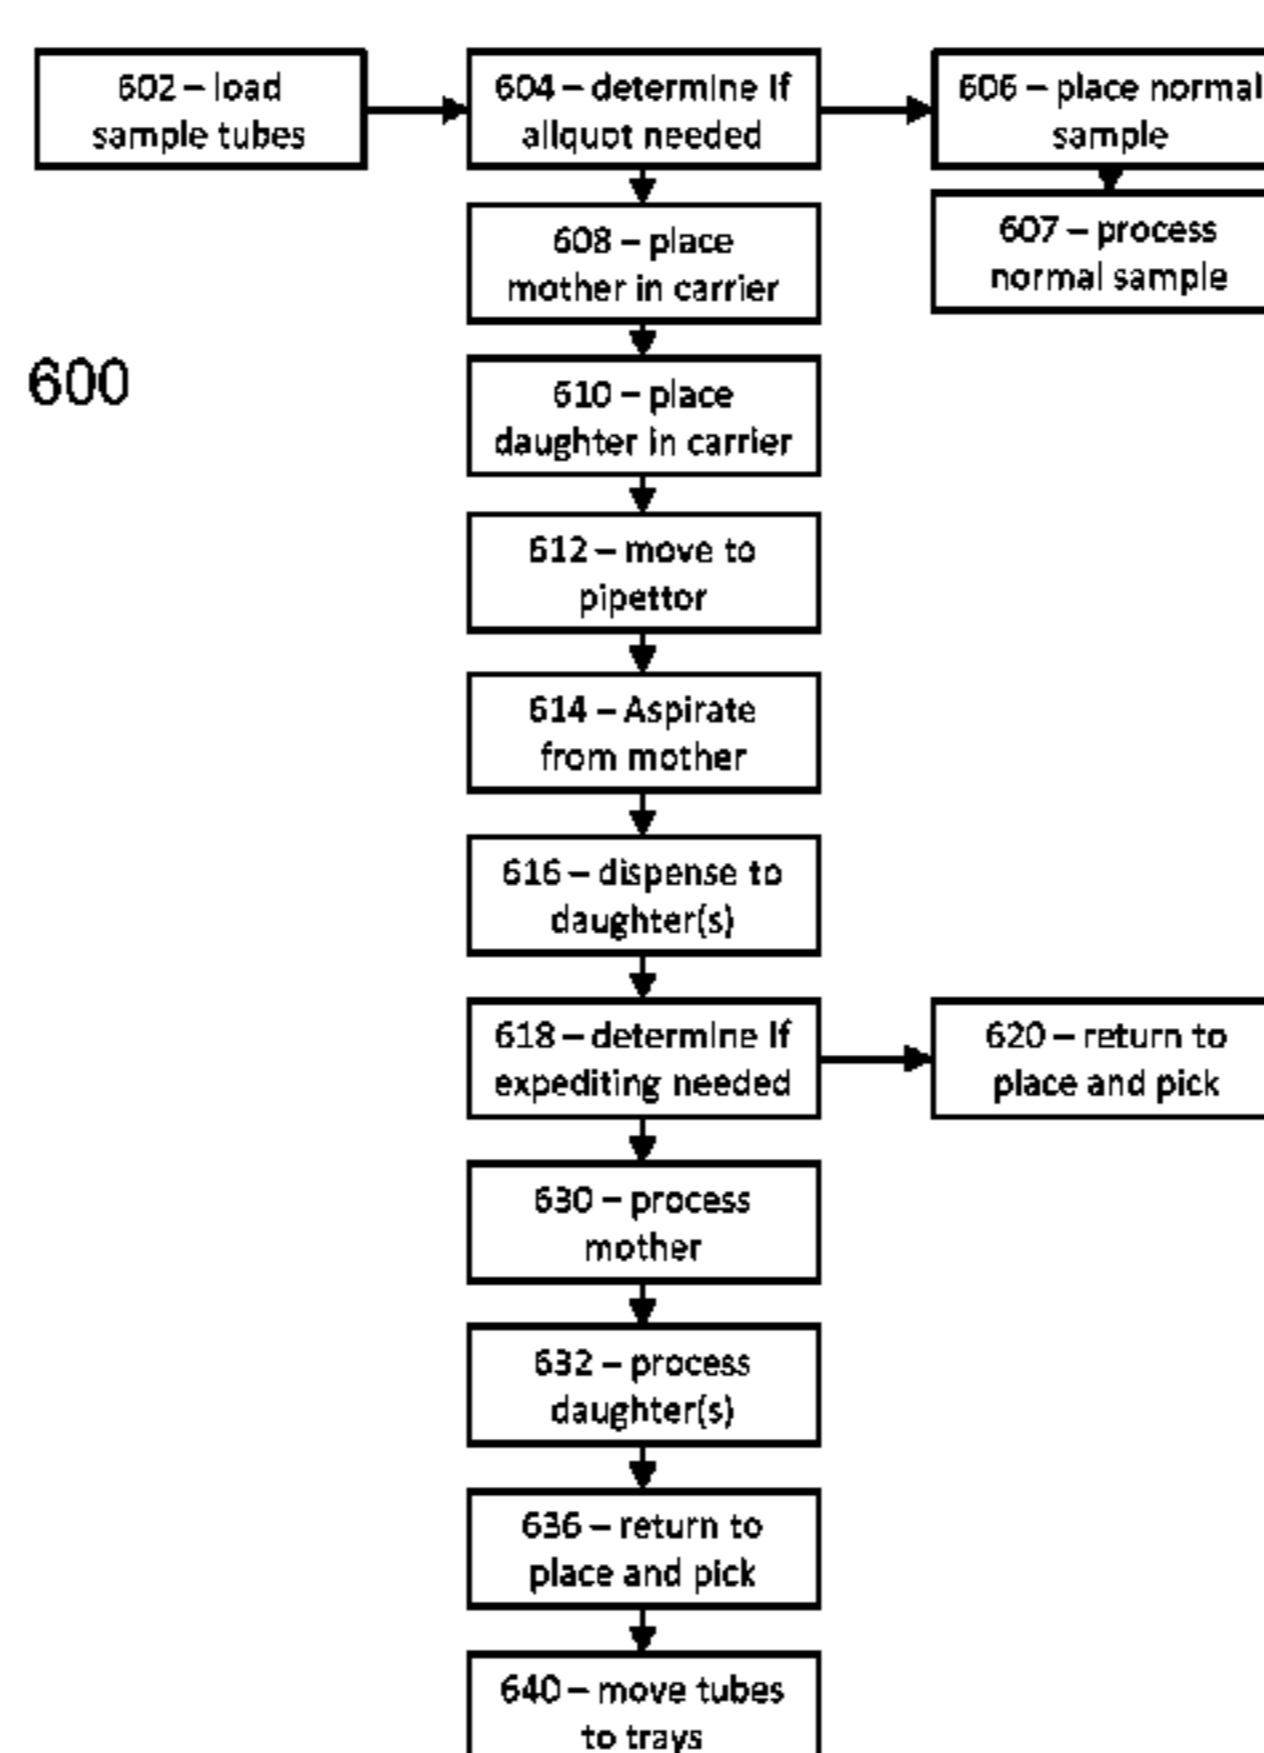 602 – load
sample tubes
604 – determine if
allquot needed
606 – place normal
sample
607 – process
normal sample
608 – place
mother in carrier
600
610 – place
daughter in carrier
612 – move to
pipettor
614 – Aspirate
from mother
616 – dispense to
daughter(s)
618 – determine if
expediting needed
620 – return to
place and pick
630 – process
mother
632 – process
daughter(s)
636 – return to
place and pick
640 – move tubes
to trays